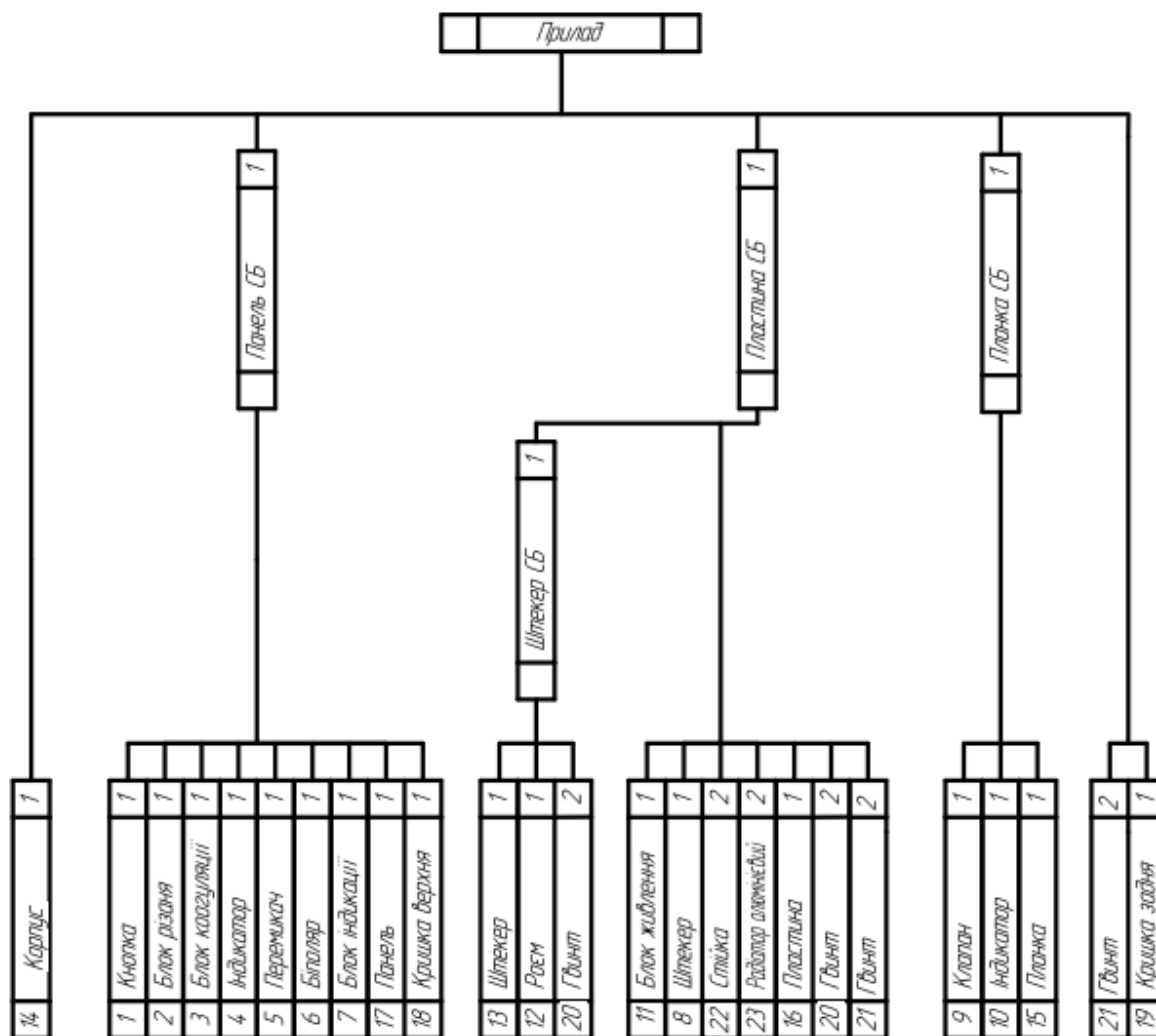 Прилад
Панель СБ 1
Пластина СБ 1
Планка СБ 1
Штекер СБ 1
14 Корпус 1
1 Кнопка 1
2 Блок різаня 1
3 Блок коогуляціі 1
4 Індикатор 1
5 Перемикач 1
6 Біполяр 1
7 Блок індикаціі 1
17 Панель 1
18 Кришка верхня 1
13 Штекер 1
12 Роєм 1
20 Гвинт 2
11 Блок живлення 1
8 Штекер 1
22 Стійка 2
23 Радіатор алюмінієвий 2
16 Пластина 1
20 Гвинт 2
21 Гвинт 2
9 Клапан 1
10 Індикатор 1
15 Планка 1
21 Гвинт 2
19 Кришка задня 1